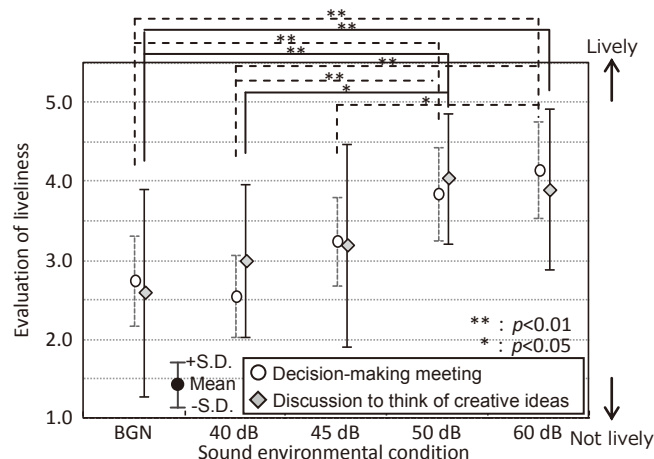 **
**
**
**
**
**
*
*
Lively
5.0
4.0
3.0
2.0
1.0
Evaluation of liveliness
** : p<0.01
* : p<0.05
+S.D.
Mean
-S.D.
Decision-making meeting
Discussion to think of creative ideas
BGN
40 dB
45 dB
50 dB
60 dB
Not lively
Sound environmental condition